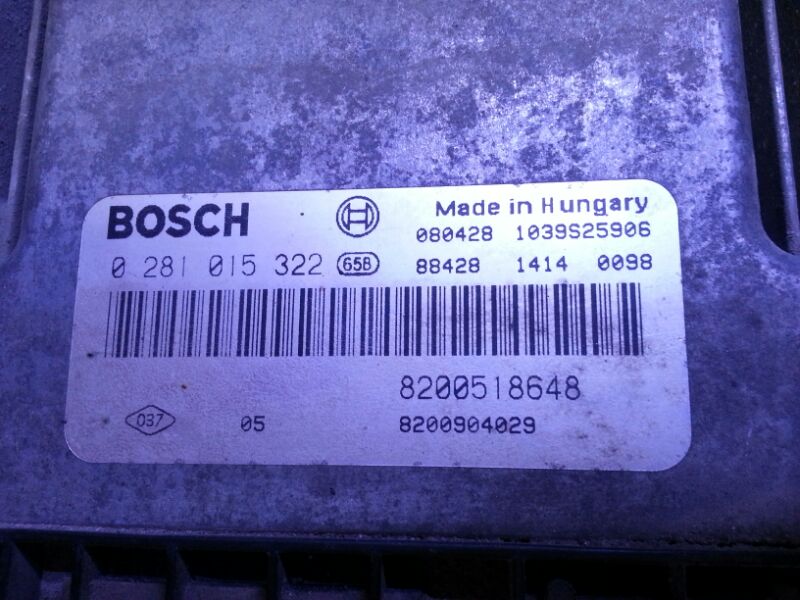 BOSCH
Made in Hungary
080428 1039S25906
0 281 015 322 658 88428 1414 0098
8200518648
037 05 8200904029